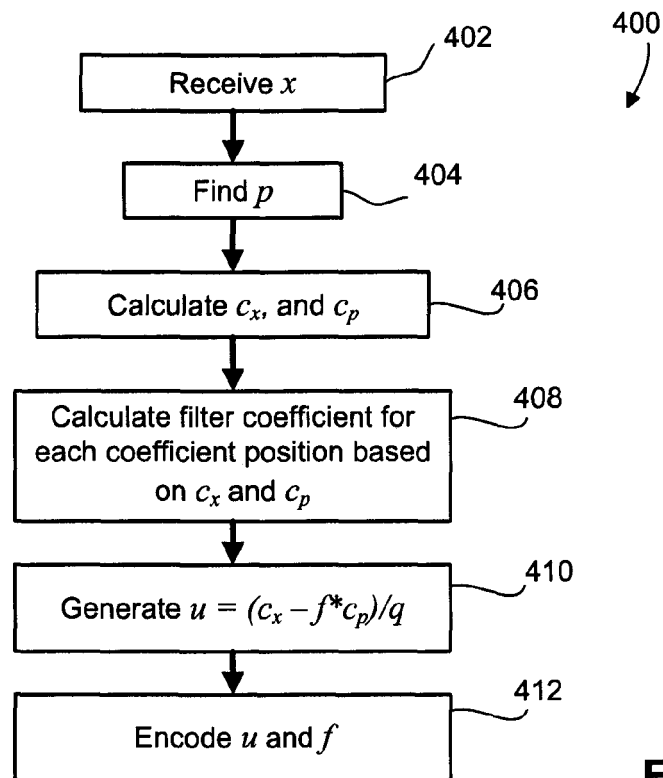 400
402
Receive x
404
Find p
406
Calculate cₓ, and cₚ
408
Calculate filter coefficient for
each coefficient position based
on cₓ and cₚ
410
Generate u = (cₓ – f*cₚ)/q
412
Encode u and f